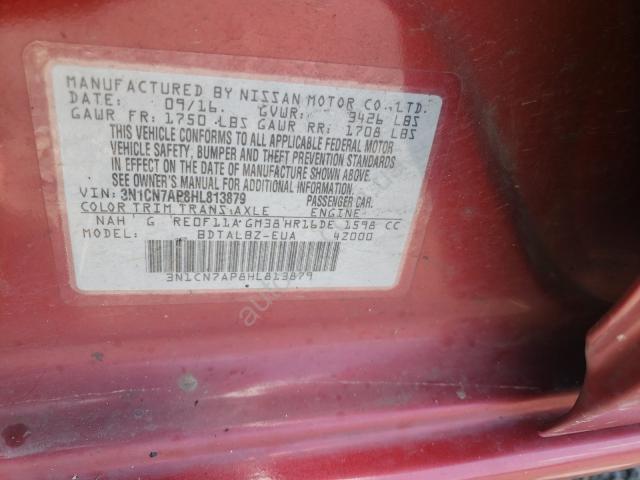 MANUFACTURED BY NISSAN MOTOR CO.,LTD.
DATE: 09/16. GVWR: 3426 LBS
GAWR FR: 1750 LBS GAWR RR: 1708 LBS
THIS VEHICLE CONFORMS TO ALL APPLICABLE FEDERAL MOTOR
VEHICLE SAFETY, BUMPER AND THEFT PREVENTION STANDARDS
IN EFFECT ON THE DATE OF MANUFACTURE SHOWN ABOVE.
SEE OWNER'S MANUAL FOR ADDITIONAL INFORMATION.
VIN: 3N1CN7AP8HL813879 PASSENGER CAR.
COLOR TRIM TRANS:AXLE ENGINE
NAH G RE0F11A GM38 HR16DE 1598 CC
MODEL: BDTALBZ-EUA 42000
3N1CN7AP8HL813879